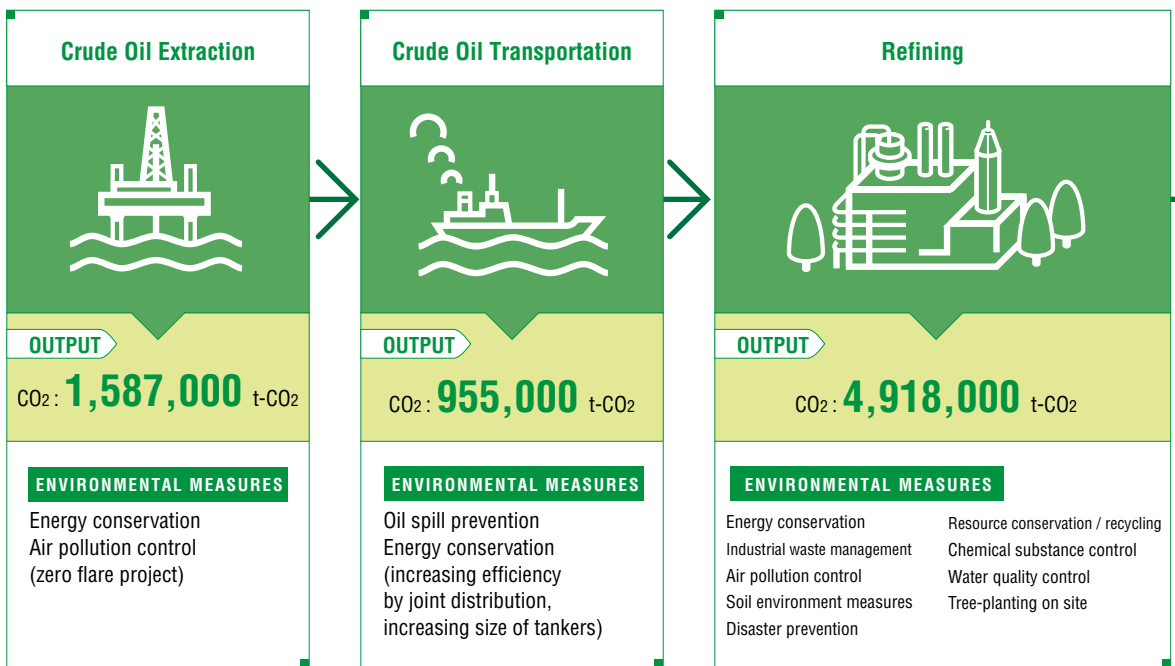 Crude Oil Extraction
OUTPUT
CO2 : 1,587,000 t-CO2
ENVIRONMENTAL MEASURES
Energy conservation
Air pollution control
(zero flare project)
Crude Oil Transportation
OUTPUT
CO2 : 955,000 t-CO2
ENVIRONMENTAL MEASURES
Oil spill prevention
Energy conservation
(increasing efficiency
by joint distribution,
increasing size of tankers)
Refining
OUTPUT
CO2 : 4,918,000 t-CO2
ENVIRONMENTAL MEASURES
Energy conservation
Industrial waste management
Air pollution control
Soil environment measures
Disaster prevention
Resource conservation / recycling
Chemical substance control
Water quality control
Tree-planting on site